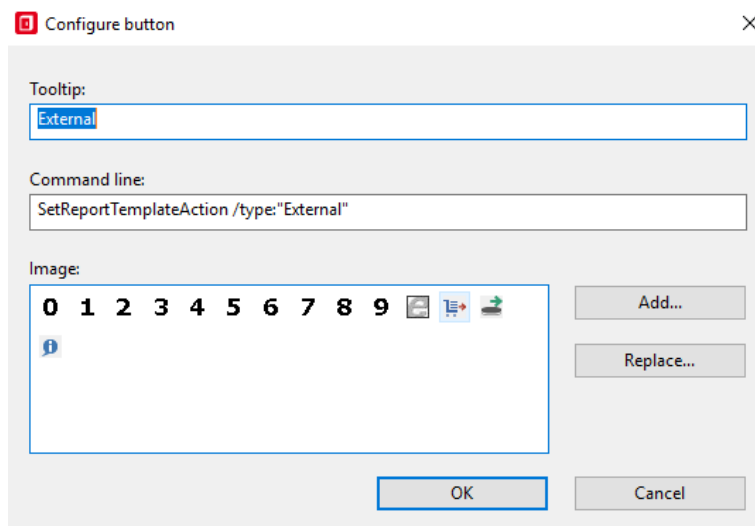 Configure button
Tooltip:
External
Command line:
SetReportTemplateAction /type:"External"
Image:
0 1 2 3 4 5 6 7 8 9
Add...
Replace...
OK
Cancel